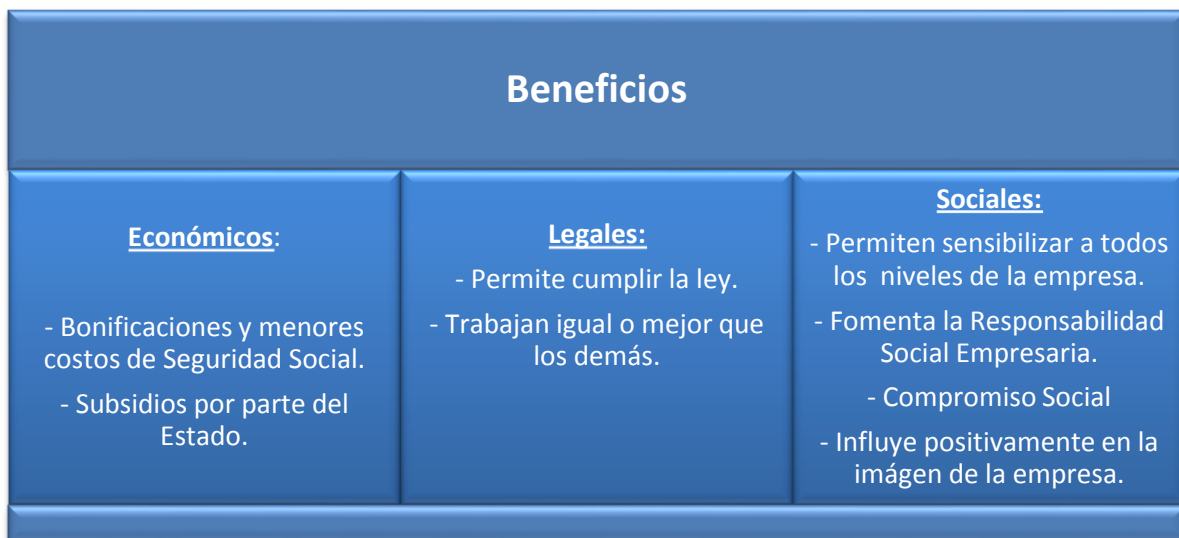 Beneficios
Económicos:
- Bonificaciones y menores
costos de Seguridad Social.
- Subsidios por parte del
Estado.
Legales:
- Permite cumplir la ley.
- Trabajan igual o mejor que
los demás.
Sociales:
- Permiten sensibilizar a todos
los niveles de la empresa.
- Fomenta la Responsabilidad
Social Empresaria.
- Compromiso Social
- Influye positivamente en la
imágen de la empresa.